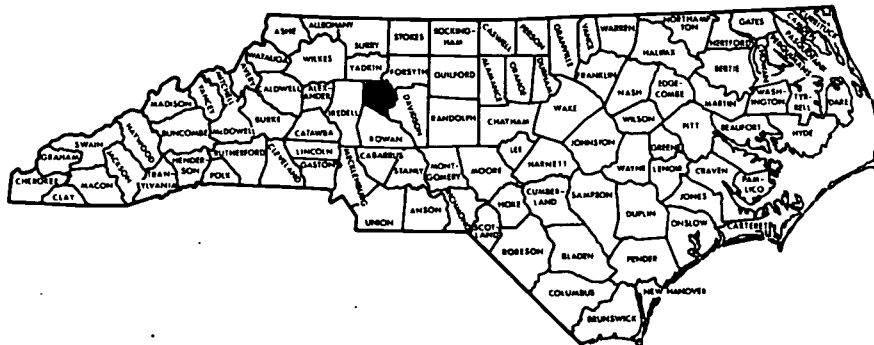 ASHE
ALLEGHANY
SURRY
STOKES
ROCKING-
HAM
CASWELL
PERSON
GRANVILLE
VANCE
WARREN
NORTHAMP
TON
GATES
CURRITUCK
HERTFORD
HALIFAX
WATAUGA
WILKES
YADKIN
FORSYTH
GUILFORD
ALAMANCE
ORANGE
DURHAM
FRANKLIN
NASH
EDGE-
COMBE
BERTIE
MARTIN
WASH-
INGTON
TYR-
RELL
DARE
MADISON
YANCEY
MITCHELL
AVERY
CALDWELL
ALEX-
ANDER
IREDELL
DAVIDSON
RANDOLPH
CHATHAM
WAKE
WILSON
PITT
BEAUFORT
HYDE
SWAIN
HAYWOOD
BUNCOMBE
McDOWELL
BURKE
CATAWBA
ROWAN
LEE
JOHNSTON
GREENE
GRAHAM
JACKSON
HENDER-
SON
RUTHERFORD
CLEVELAND
LINCOLN
GASTON
MECKLENBURG
CABARRUS
STANLY
MONT-
GOMERY
MOORE
HARNETT
WAYNE
LENOIR
CRAVEN
PAM-
LICO
CHEROKEE
CLAY
MACON
TRAN-
SYLVANIA
POLK
UNION
ANSON
RICHMOND
SCOT-
LAND
HOKE
CUMBER-
LAND
SAMPSON
DUPLIN
JONES
ONSLOW
CARTERET
ROBESON
BLADEN
PENDER
COLUMBUS
NEW HANOVER
BRUNSWICK